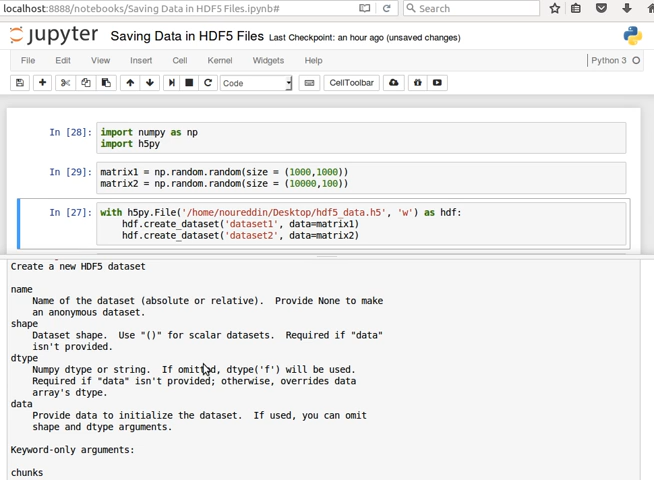 localhost:8888/notebooks/Saving Data in HDF5 Files.ipynb#
Search
jupyter Saving Data in HDF5 Files Last Checkpoint: an hour ago (unsaved changes)
File Edit View Insert Cell Kernel Widgets Help Python 3
Code CellToolbar
In [28]: import numpy as np
import h5py
In [29]: matrix1 = np.random.random(size = (1000,1000))
matrix2 = np.random.random(size = (10000,100))
In [27]: with h5py.File('/home/noureddin/Desktop/hdf5_data.h5', 'w') as hdf:
hdf.create_dataset('dataset1', data=matrix1)
hdf.create_dataset('dataset2', data=matrix2)
Create a new HDF5 dataset
name
Name of the dataset (absolute or relative). Provide None to make
an anonymous dataset.
shape
Dataset shape. Use "()" for scalar datasets. Required if "data"
isn't provided.
dtype
Numpy dtype or string. If omitted, dtype('f') will be used.
Required if "data" isn't provided; otherwise, overrides data
array's dtype.
data
Provide data to initialize the dataset. If used, you can omit
shape and dtype arguments.
Keyword-only arguments:
chunks